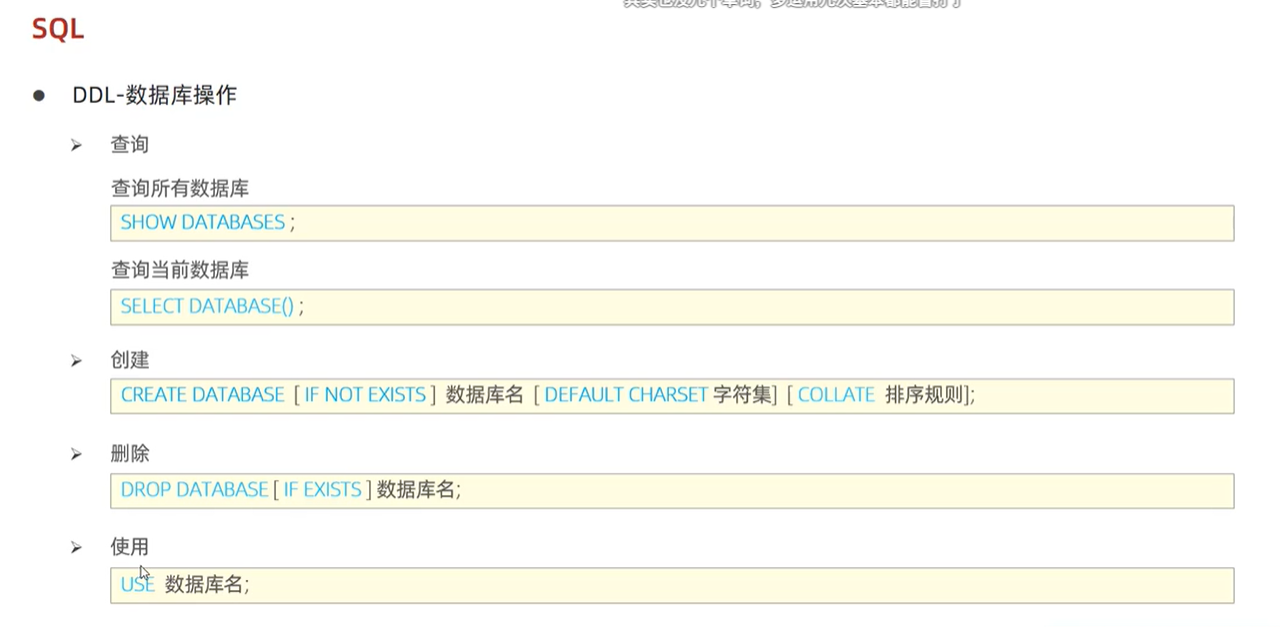 SQL
DDL-数据库操作
查询
查询所有数据库
SHOW DATABASES ;
查询当前数据库
SELECT DATABASE() ;
创建
CREATE DATABASE [ IF NOT EXISTS ] 数据库名 [ DEFAULT CHARSET 字符集] [ COLLATE 排序规则];
删除
DROP DATABASE [ IF EXISTS ] 数据库名;
使用
USE 数据库名;